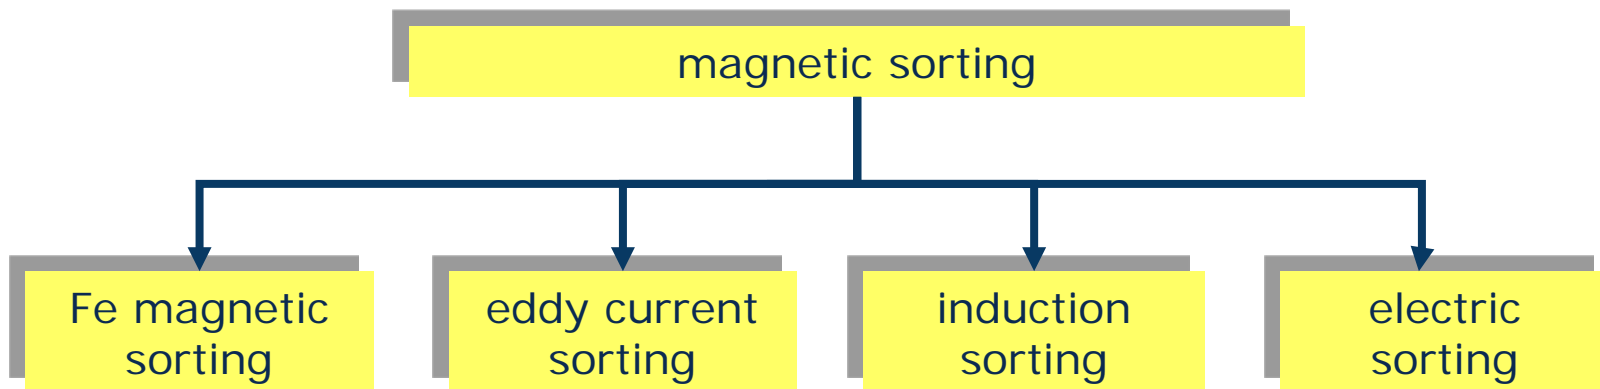 magnetic sorting
Fe magnetic
sorting
eddy current
sorting
induction
sorting
electric
sorting